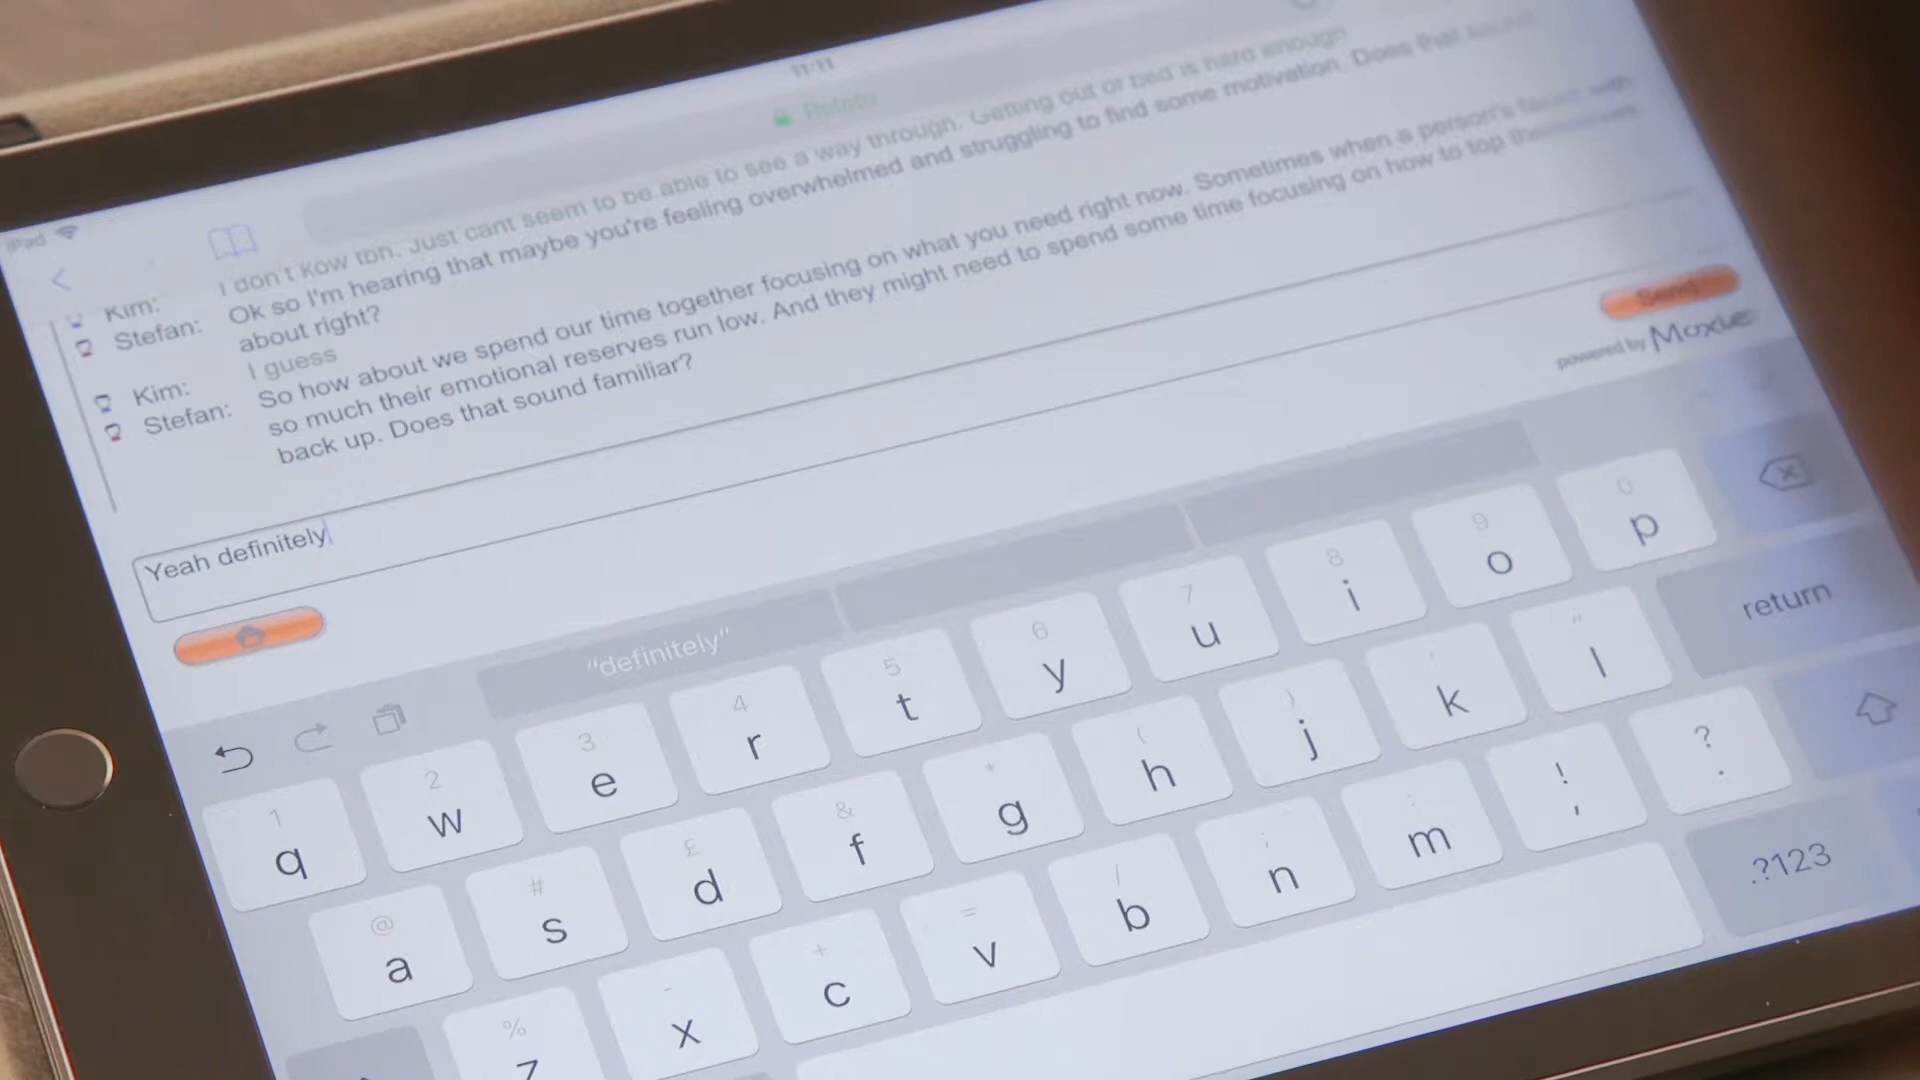 iPad
11:11
Relate
Kim: I don't kow tbh. Just cant seem to be able to see a way through. Getting out of bed is hard enough
Stefan: Ok so I'm hearing that maybe you're feeling overwhelmed and struggling to find some motivation. Does that sound
about right?
Kim: I guess
Stefan: So how about we spend our time together focusing on what you need right now. Sometimes when a person's faced with
so much their emotional reserves run low. And they might need to spend some time focusing on how to top themselves
back up. Does that sound familiar?
Send
powered by Moxie
Yeah definitely
"definitely"
1 2 3 4 5 6 7 8 9 0
q w e r t y u i o p
@ # £ & * ( ) ' "
a s d f g h j k l return
% - + = / ; : ! ?
z x c v b n m , .
.?123